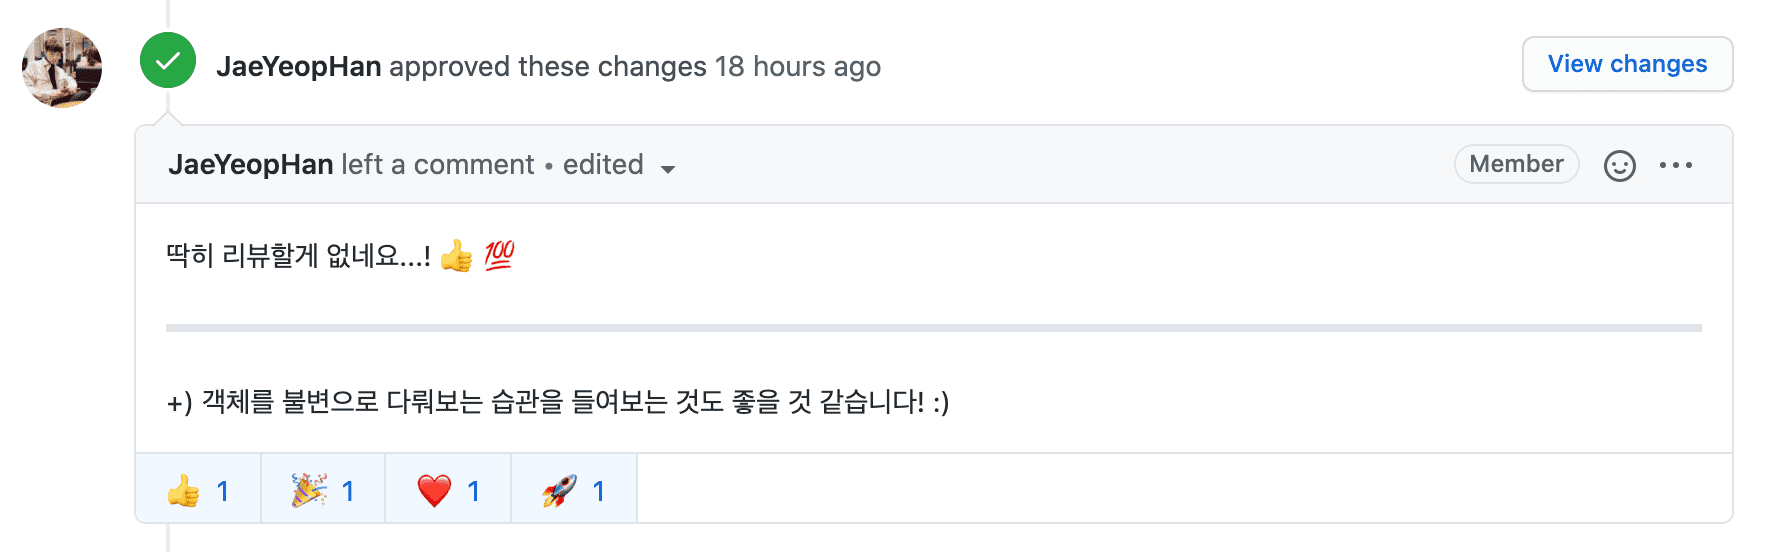 JaeYeopHan approved these changes 18 hours ago
View changes
JaeYeopHan left a comment • edited
Member
딱히 리뷰할게 없네요...! 👍 💯
+) 객체를 불변으로 다뤄보는 습관을 들여보는 것도 좋을 것 같습니다! :)
👍 1 🎉 1 ❤️ 1 🚀 1